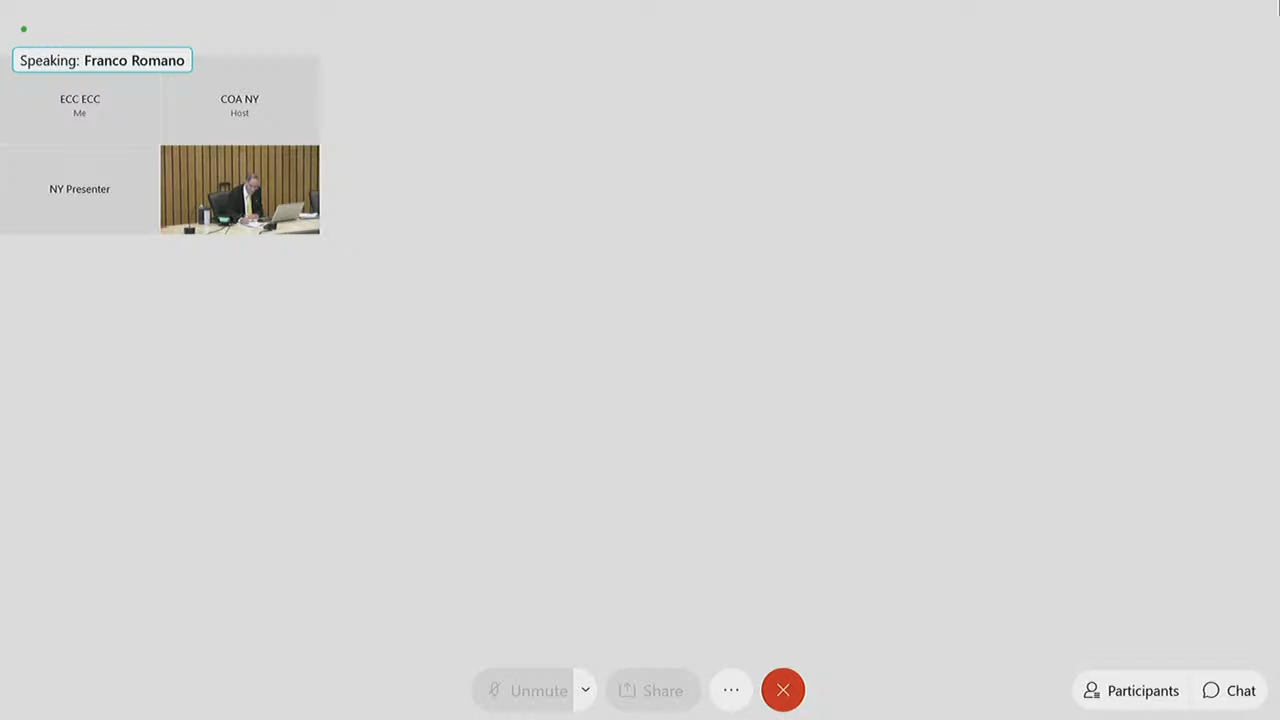 Speaking: Franco Romano
ECC ECC
Me
COA NY
Host
NY Presenter
Unmute
Share
Participants
Chat